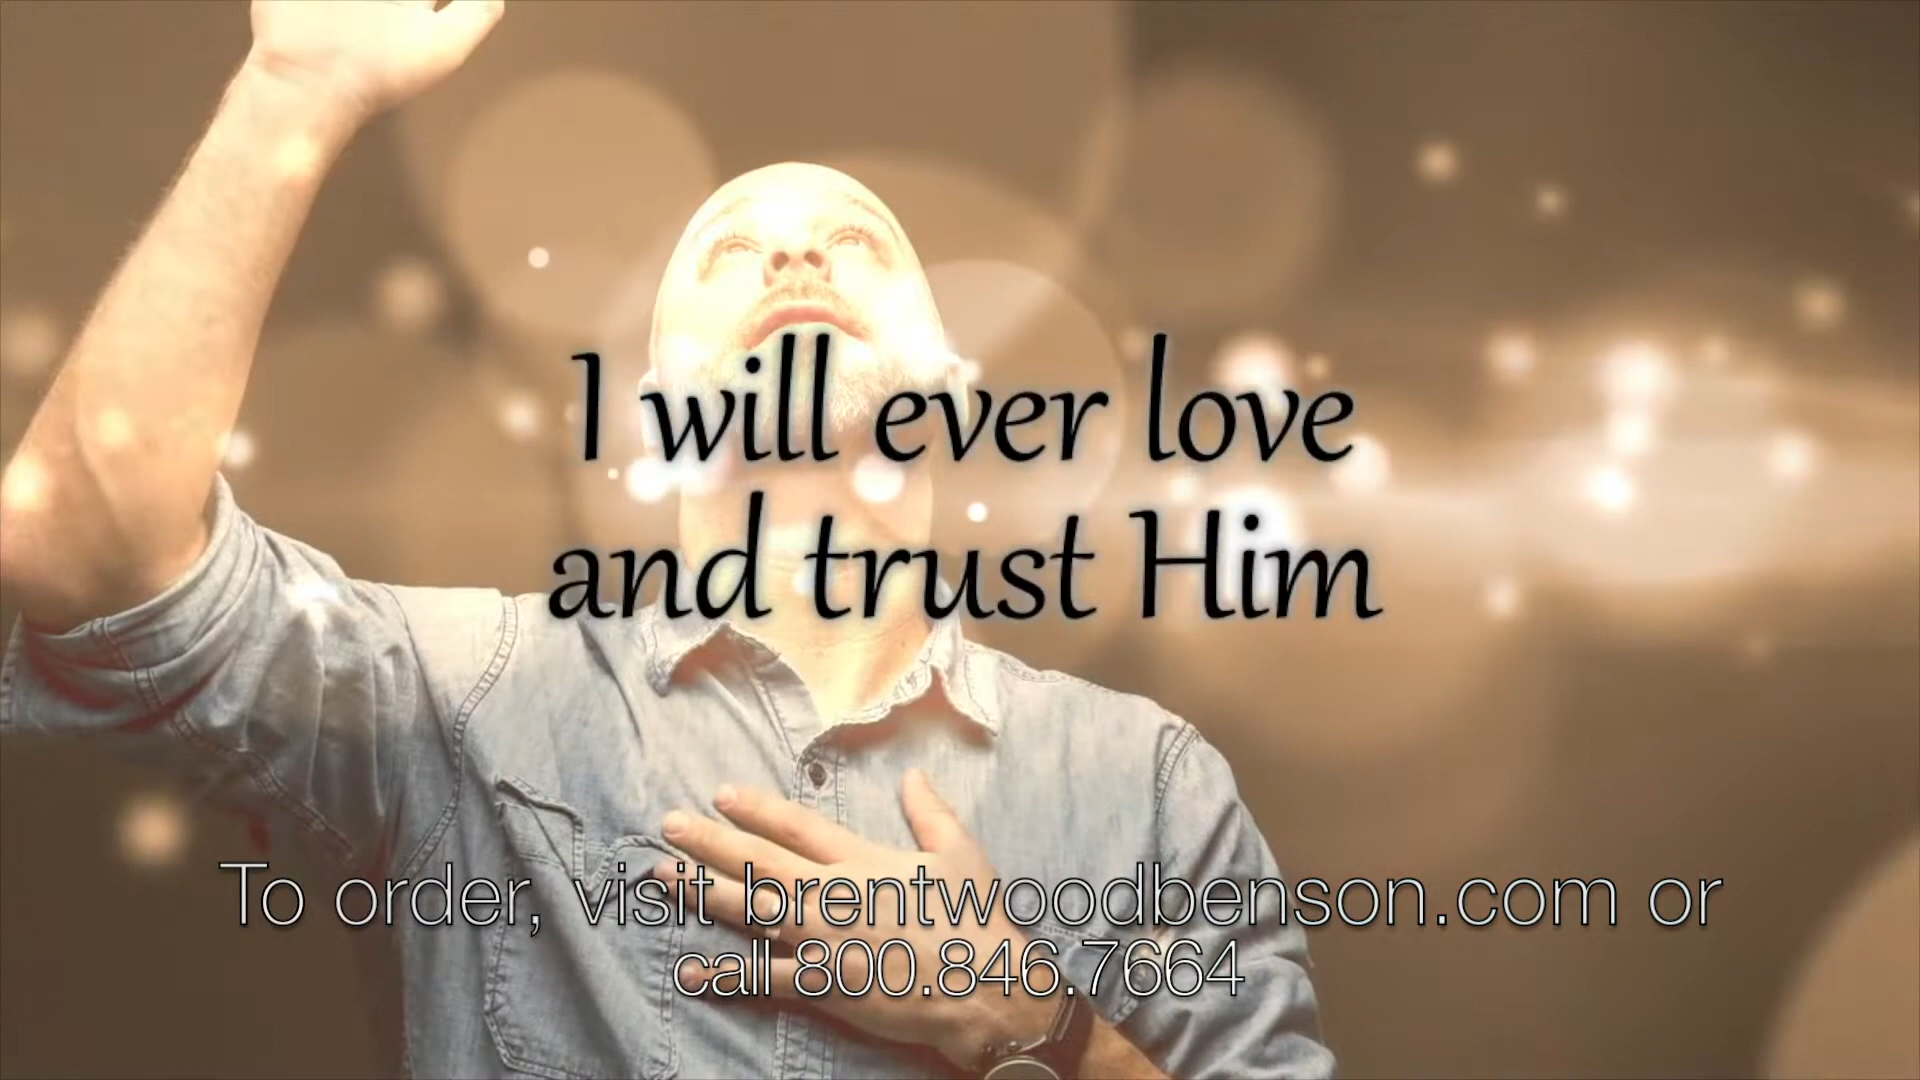 I will ever love
and trust Him
To order, visit brentwoodbenson.com or
call 800.846.7664